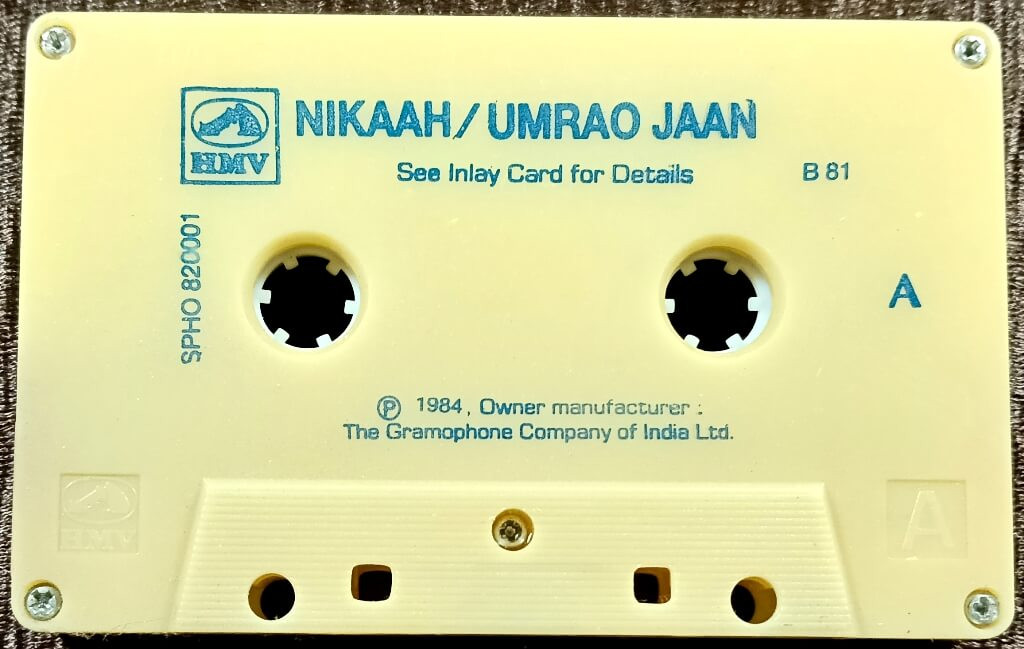 HMV
NIKAAH/UMRAO JAAN
See Inlay Card for Details
B 81
SPHO 820001
A
Ⓟ 1984, Owner manufacturer :
The Gramophone Company of India Ltd.
HMV
A